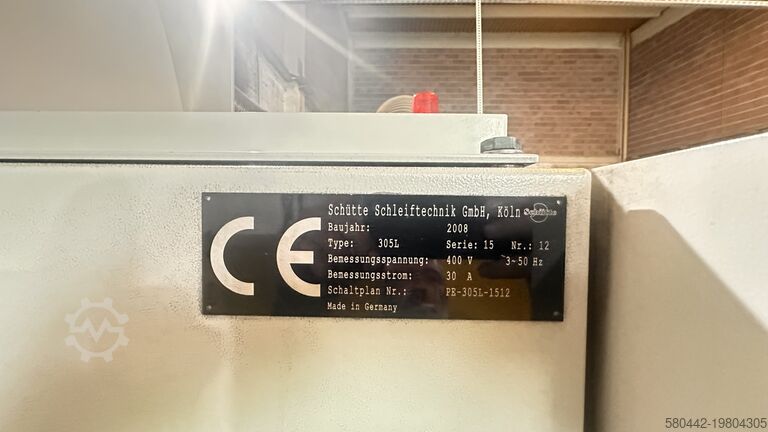 CE
Schütte Schleiftechnik GmbH, Köln Schütte
Baujahr: 2008
Type: 305L Serie: 15 Nr.: 12
Bemessungsspannung: 400 V 3~50 Hz
Bemessungsstrom: 30 A
Schaltplan Nr.: PE-305L-1512
Made in Germany
580442-19804305